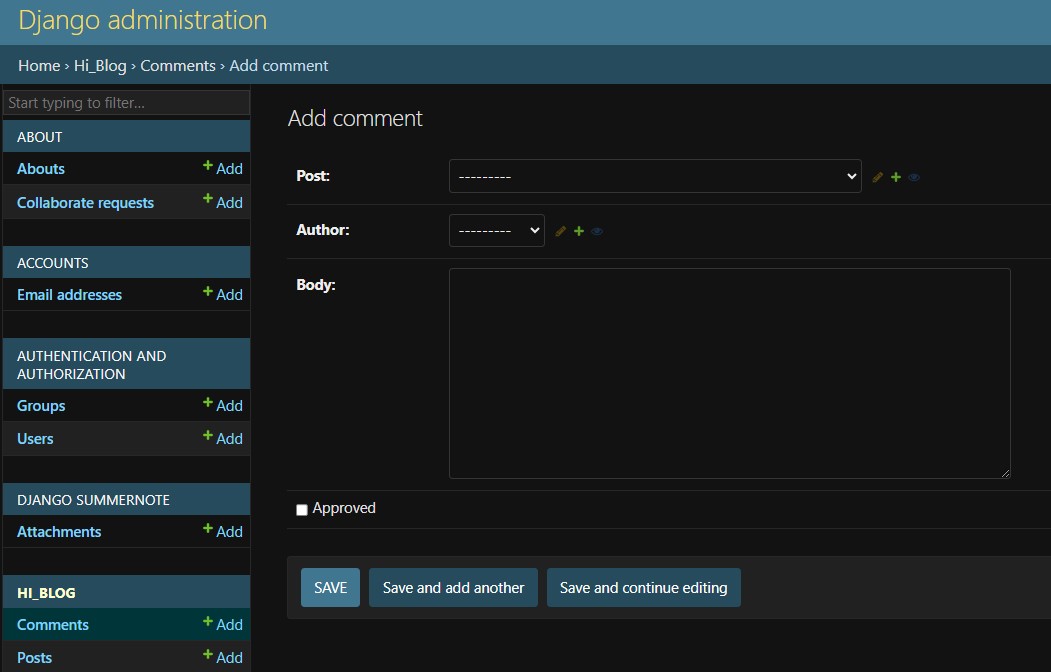 Django administration
Home › Hi_Blog › Comments › Add comment
Start typing to filter...
ABOUT
Abouts + Add
Collaborate requests + Add
ACCOUNTS
Email addresses + Add
AUTHENTICATION AND
AUTHORIZATION
Groups + Add
Users + Add
DJANGO SUMMERNOTE
Attachments + Add
HI_BLOG
Comments + Add
Posts + Add
Add comment
Post: ---------
Author: ---------
Body:
Approved
SAVE Save and add another Save and continue editing